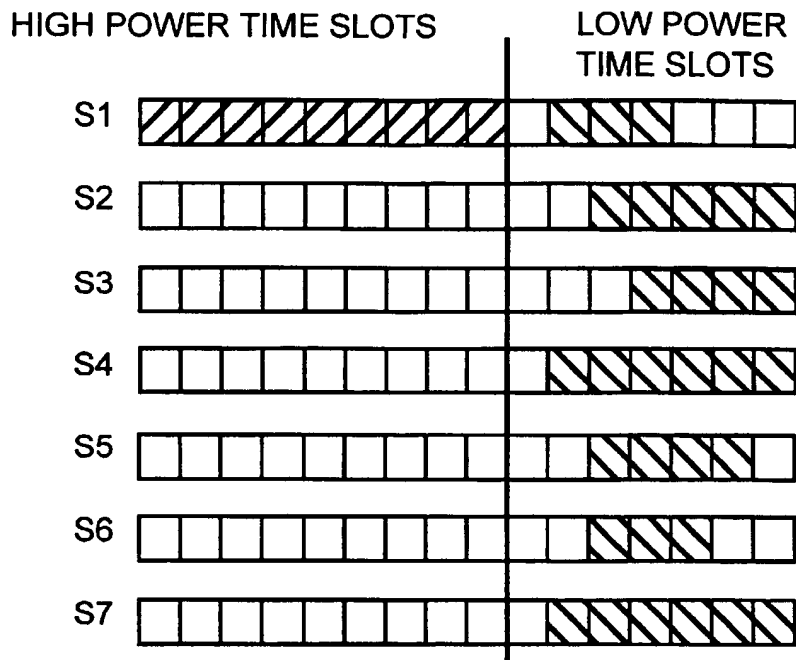 HIGH POWER TIME SLOTS
LOW POWER
TIME SLOTS
S1
S2
S3
S4
S5
S6
S7